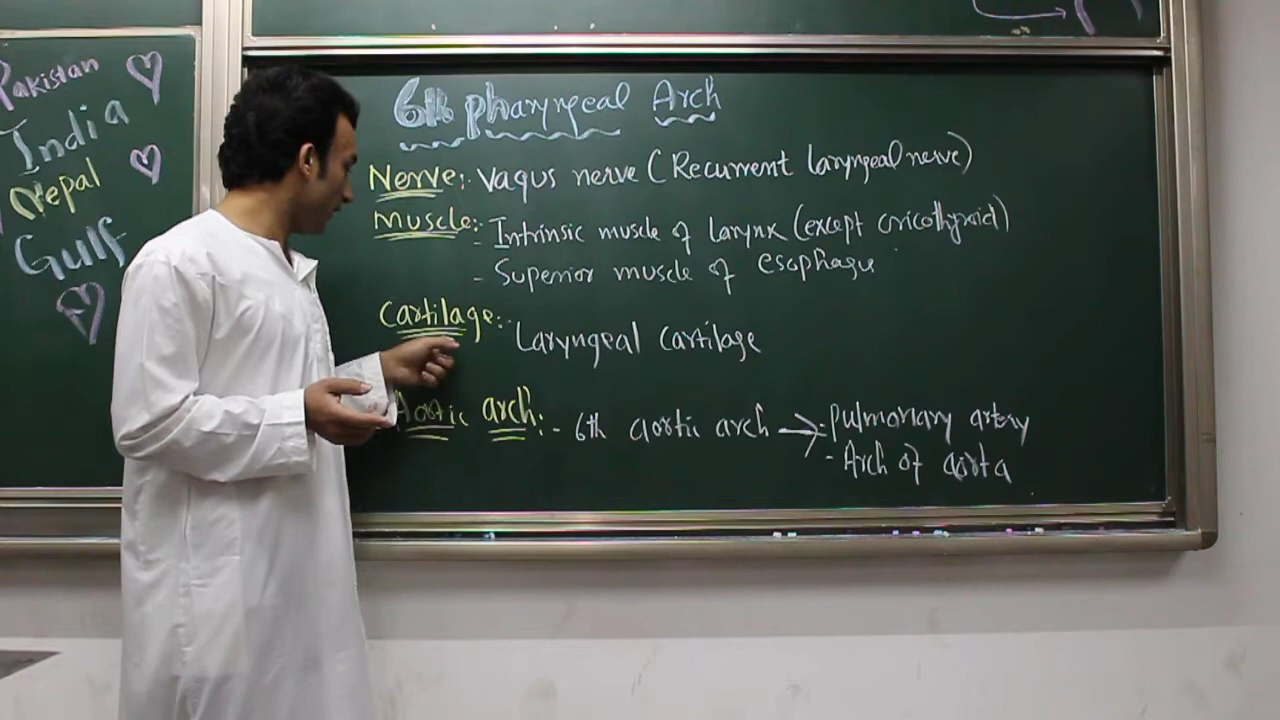 Pakistan
India
Nepal
Gulf
6th pharyngeal Arch
Nerve:- Vagus nerve (Recurrent laryngeal nerve)
Muscle:- - Intrinsic muscle of larynx (except cricothyroid)
- Superior muscle of esophagus
Cartilage:- Laryngeal cartilage
Aortic arch:- - 6th aortic arch → - Pulmonary artery
- Arch of aorta